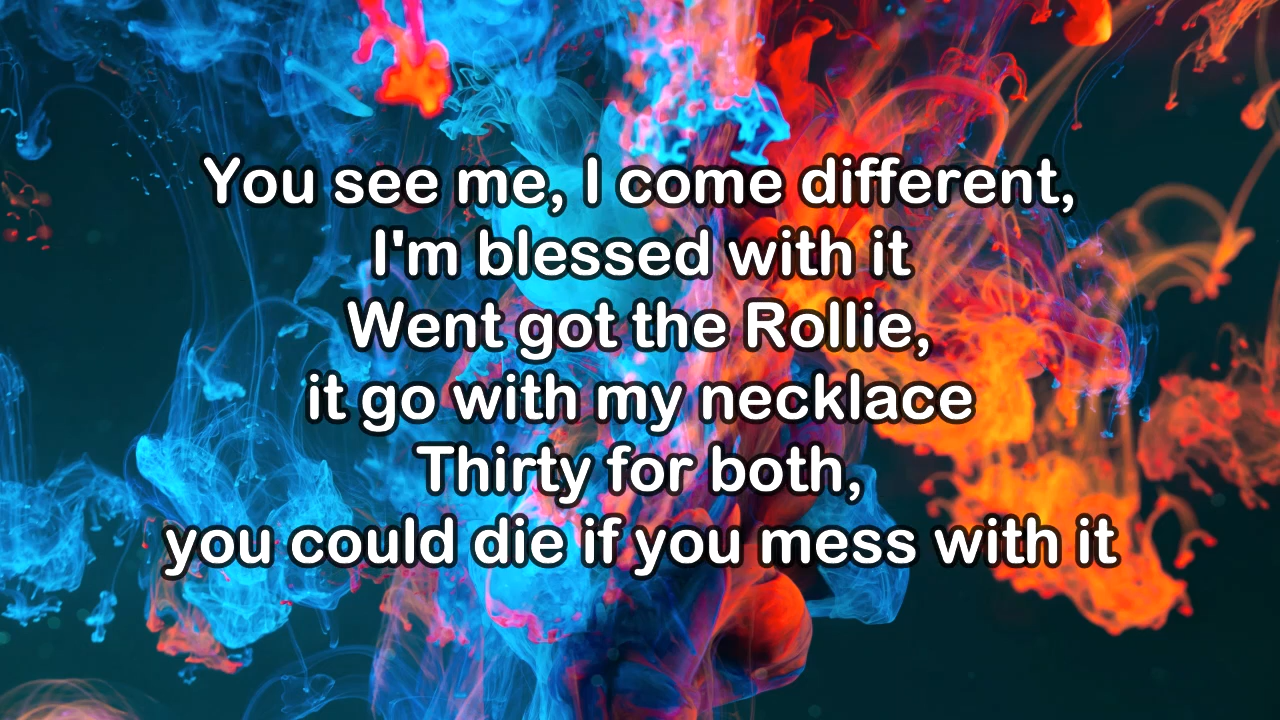 You see me, I come different,
I'm blessed with it
Went got the Rollie,
it go with my necklace
Thirty for both,
you could die if you mess with it